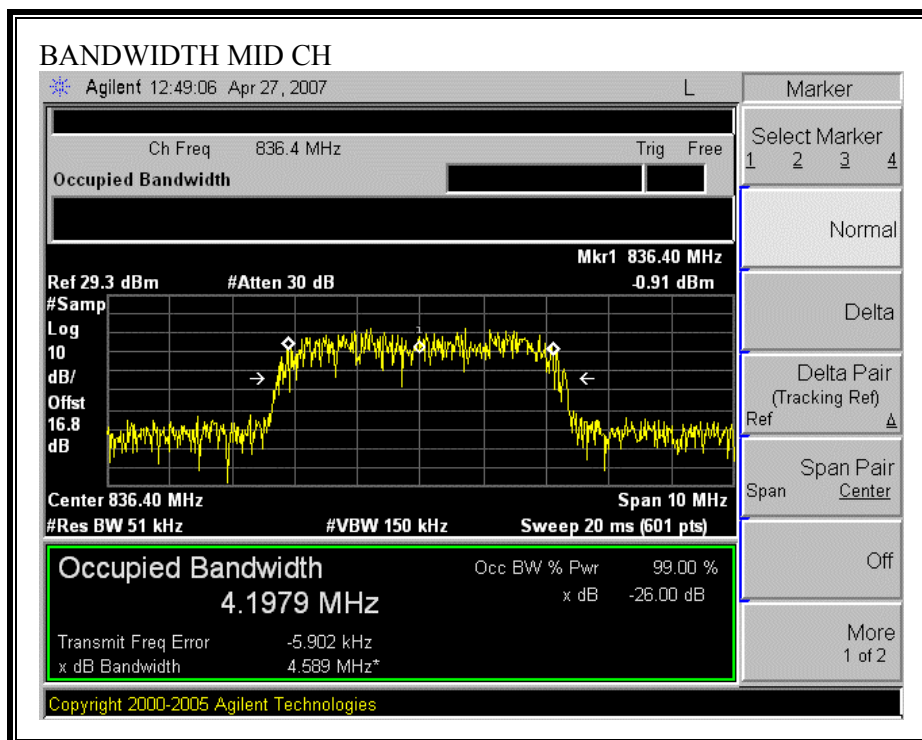 BANDWIDTH MID CH
Agilent 12:49:06 Apr 27, 2007 L
Marker
Ch Freq 836.4 MHz Trig Free
Occupied Bandwidth
Select Marker
1 2 3 4
Normal
Mkr1 836.40 MHz
Ref 29.3 dBm #Atten 30 dB -0.91 dBm
#Samp
Log
10
dB/
Offst
16.8
dB
1
Delta
Delta Pair
(Tracking Ref)
Ref Δ
Span Pair
Span Center
Center 836.40 MHz Span 10 MHz
#Res BW 51 kHz #VBW 150 kHz Sweep 20 ms (601 pts)
Occupied Bandwidth Occ BW % Pwr 99.00 %
4.1979 MHz x dB -26.00 dB
Off
Transmit Freq Error -5.902 kHz
x dB Bandwidth 4.589 MHz*
More
1 of 2
Copyright 2000-2005 Agilent Technologies